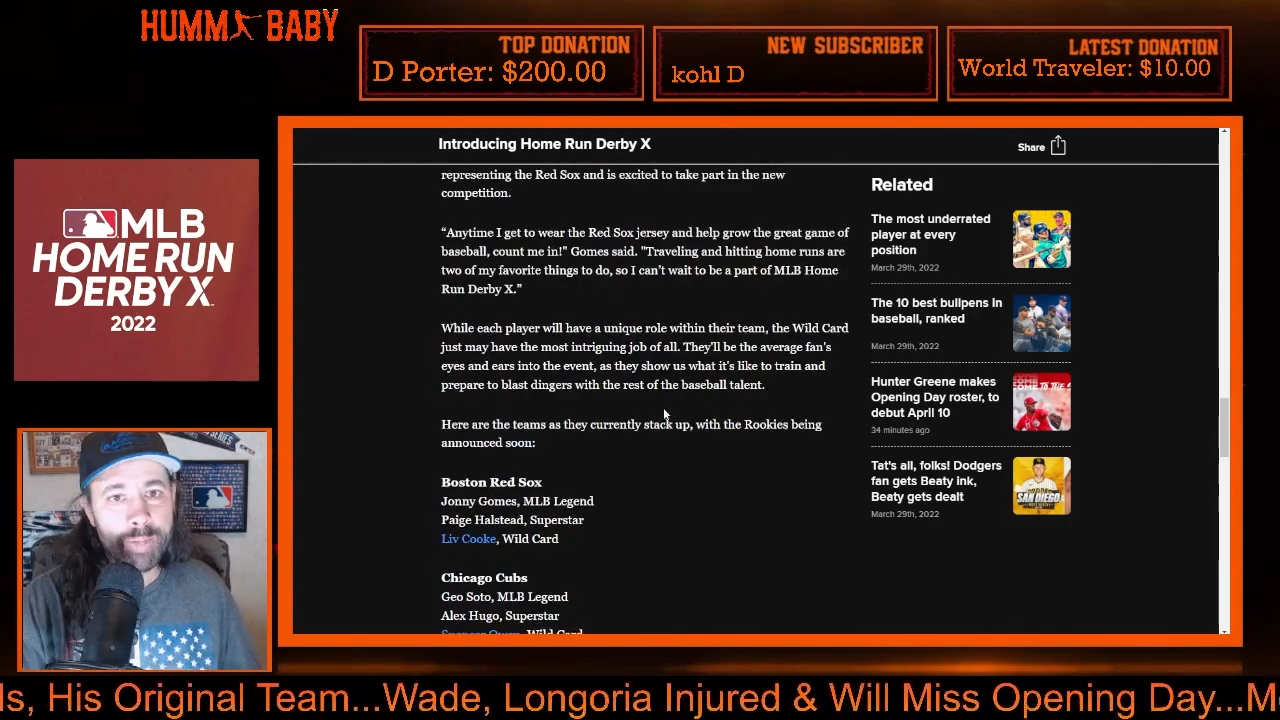 HUMM BABY
TOP DONATION
D Porter: $200.00
NEW SUBSCRIBER
kohl D
LATEST DONATION
World Traveler: $10.00
MLB
HOME RUN
DERBY X
2022
Introducing Home Run Derby X
Share
representing the Red Sox and is excited to take part in the new
competition.
“Anytime I get to wear the Red Sox jersey and help grow the great game of
baseball, count me in!" Gomes said. "Traveling and hitting home runs are
two of my favorite things to do, so I can’t wait to be a part of MLB Home
Run Derby X.”
While each player will have a unique role within their team, the Wild Card
just may have the most intriguing job of all. They'll be the average fan's
eyes and ears into the event, as they show us what it's like to train and
prepare to blast dingers with the rest of the baseball talent.
Here are the teams as they currently stack up, with the Rookies being
announced soon:
Boston Red Sox
Jonny Gomes, MLB Legend
Paige Halstead, Superstar
Liv Cooke, Wild Card
Chicago Cubs
Geo Soto, MLB Legend
Alex Hugo, Superstar
Spencer Owen, Wild Card
Related
The most underrated
player at every
position
March 29th, 2022
The 10 best bullpens in
baseball, ranked
March 29th, 2022
Hunter Greene makes
Opening Day roster, to
debut April 10
34 minutes ago
Tat's all, folks! Dodgers
fan gets Beaty ink,
Beaty gets dealt
March 29th, 2022
SAN DIEGO
ls, His Original Team...Wade, Longoria Injured & Will Miss Opening Day...M